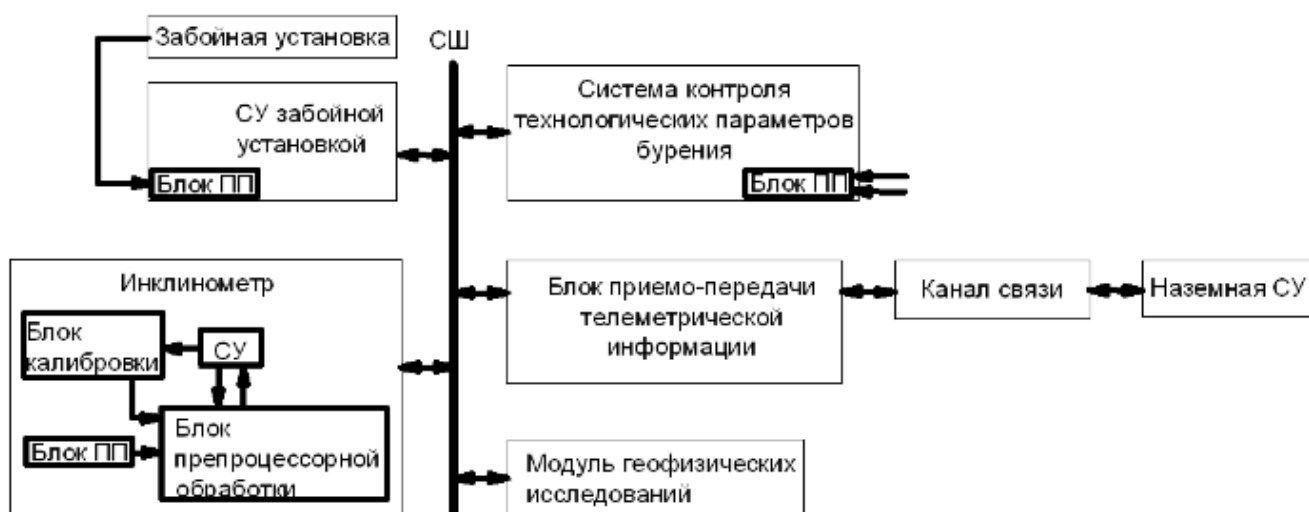 Забойная установка
СШ
СУ забойной
установкой
Блок ПП
Система контроля
технологических параметров
бурения
Блок ПП
Инклинометр
Блок
калибровки
СУ
Блок ПП
Блок
препроцессорной
обработки
Блок приемо-передачи
телеметрической
информации
Канал связи
Наземная СУ
Модуль геофизических
исследований